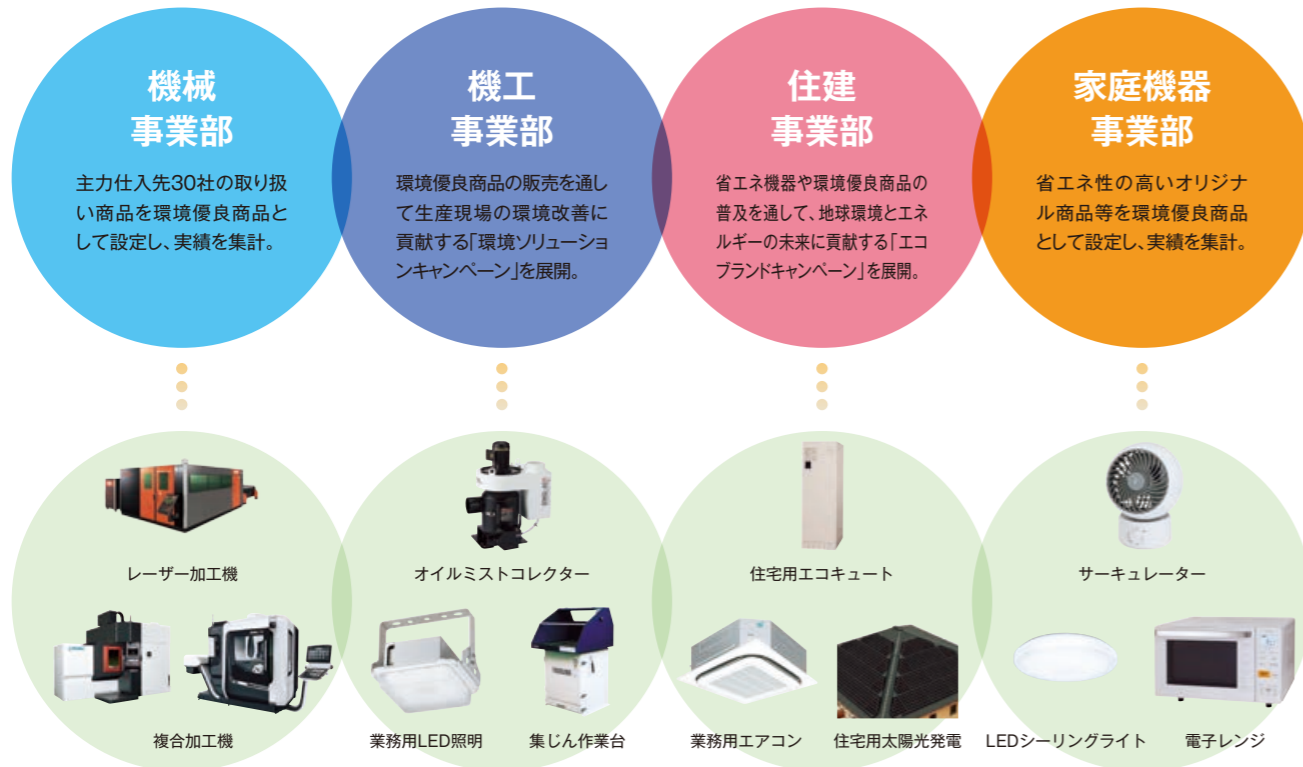 機械
事業部
主力仕入先30社の取り扱
い商品を環境優良商品と
して設定し、実績を集計。
機工
事業部
環境優良商品の販売を通し
て生産現場の環境改善に
貢献する「環境ソリューショ
ンキャンペーン」を展開。
住建
事業部
省エネ機器や環境優良商品の
普及を通して、地球環境とエネ
ルギーの未来に貢献する「エコ
ブランドキャンペーン」を展開。
家庭機器
事業部
省エネ性の高いオリジナ
ル商品等を環境優良商品
として設定し、実績を集計。
レーザー加工機
複合加工機
オイルミストコレクター
業務用LED照明
集じん作業台
住宅用エコキュート
業務用エアコン
住宅用太陽光発電
サーキュレーター
LEDシーリングライト
電子レンジ